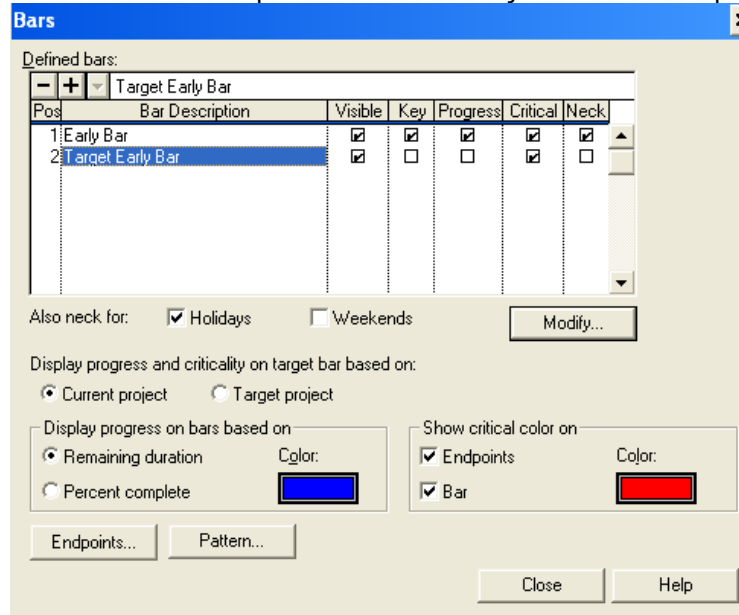 Bars
Defined bars:
Target Early Bar
Pos Bar Description Visible Key Progress Critical Neck
1 Early Bar
2 Target Early Bar
Also neck for: Holidays Weekends Modify...
Display progress and criticality on target bar based on:
Current project Target project
Display progress on bars based on Show critical color on
Remaining duration Color: Endpoints Color:
Percent complete Bar
Endpoints... Pattern...
Close Help